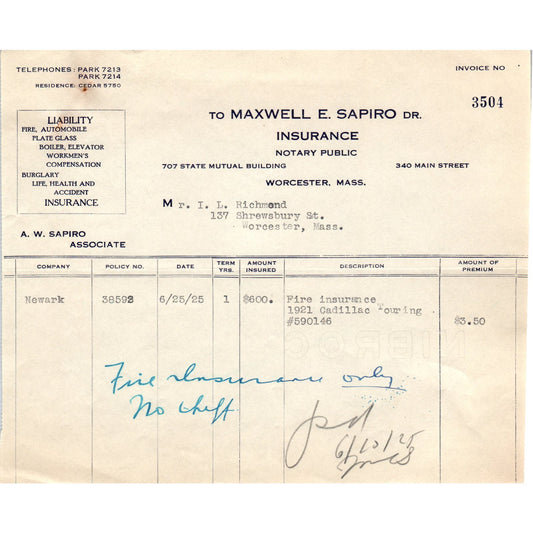 TELEPHONES: PARK 7213
PARK 7214
RESIDENCE: CEDAR 5750
INVOICE NO
3504
LIABILITY
FIRE, AUTOMOBILE
PLATE GLASS
BOILER, ELEVATOR
WORKMEN'S
COMPENSATION
BURGLARY
LIFE, HEALTH AND
ACCIDENT
INSURANCE
TO MAXWELL E. SAPIRO DR.
INSURANCE
NOTARY PUBLIC
707 STATE MUTUAL BUILDING 340 MAIN STREET
WORCESTER, MASS.
Mr. I. L. Richmond
137 Shrewsbury St.
Worcester, Mass.
A. W. SAPIRO
ASSOCIATE
COMPANY POLICY NO. DATE TERM YRS. AMOUNT INSURED DESCRIPTION AMOUNT OF PREMIUM
Newark 38592 6/25/25 1 $600. Fire insurance
1921 Cadillac Touring
#590146 $3.50
Fire Insurance only
No theft
pd
6/10/25